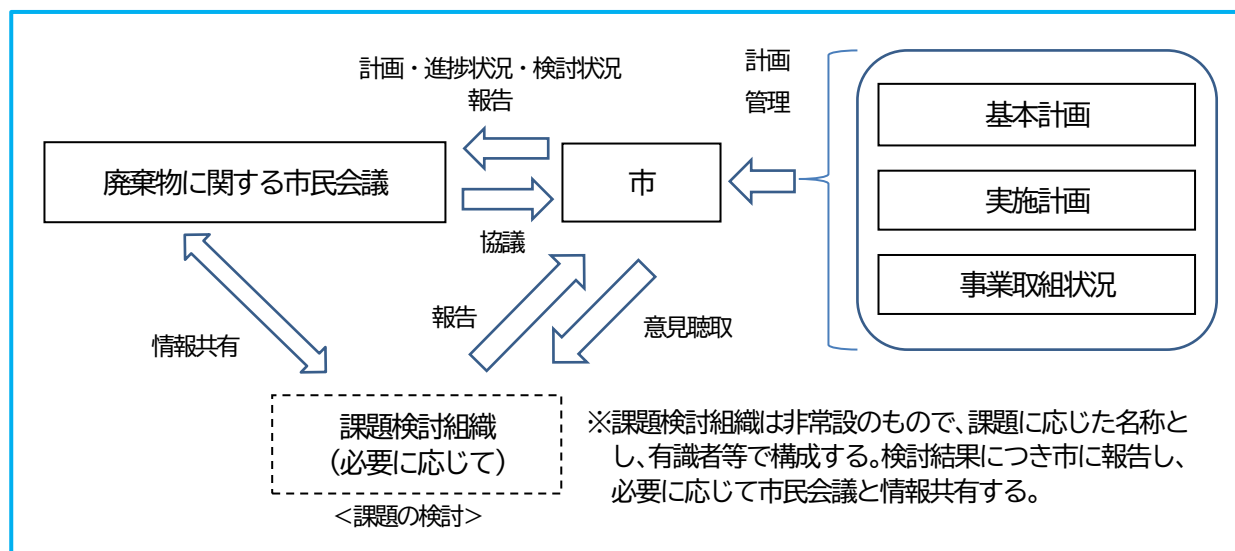 計画・進捗状況・検討状況
報告
計画
管理
基本計画
廃棄物に関する市民会議
市
実施計画
協議
事業取組状況
報告
意見聴取
情報共有
課題検討組織
(必要に応じて)
<課題の検討>
※課題検討組織は非常設のもので、課題に応じた名称と
し、有識者等で構成する。検討結果につき市に報告し、
必要に応じて市民会議と情報共有する。